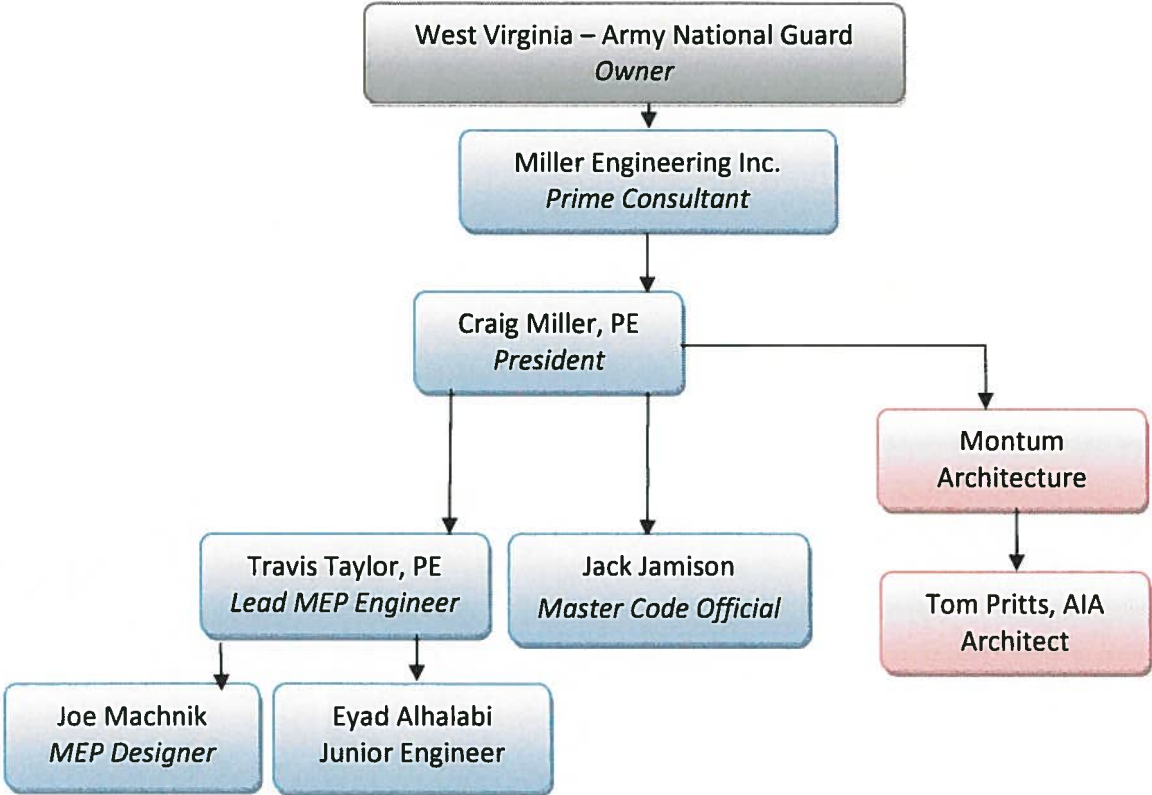 West Virginia – Army National Guard
Owner
Miller Engineering Inc.
Prime Consultant
Craig Miller, PE
President
Montum
Architecture
Travis Taylor, PE
Lead MEP Engineer
Jack Jamison
Master Code Official
Tom Pritts, AIA
Architect
Joe Machnik
MEP Designer
Eyad Alhalabi
Junior Engineer